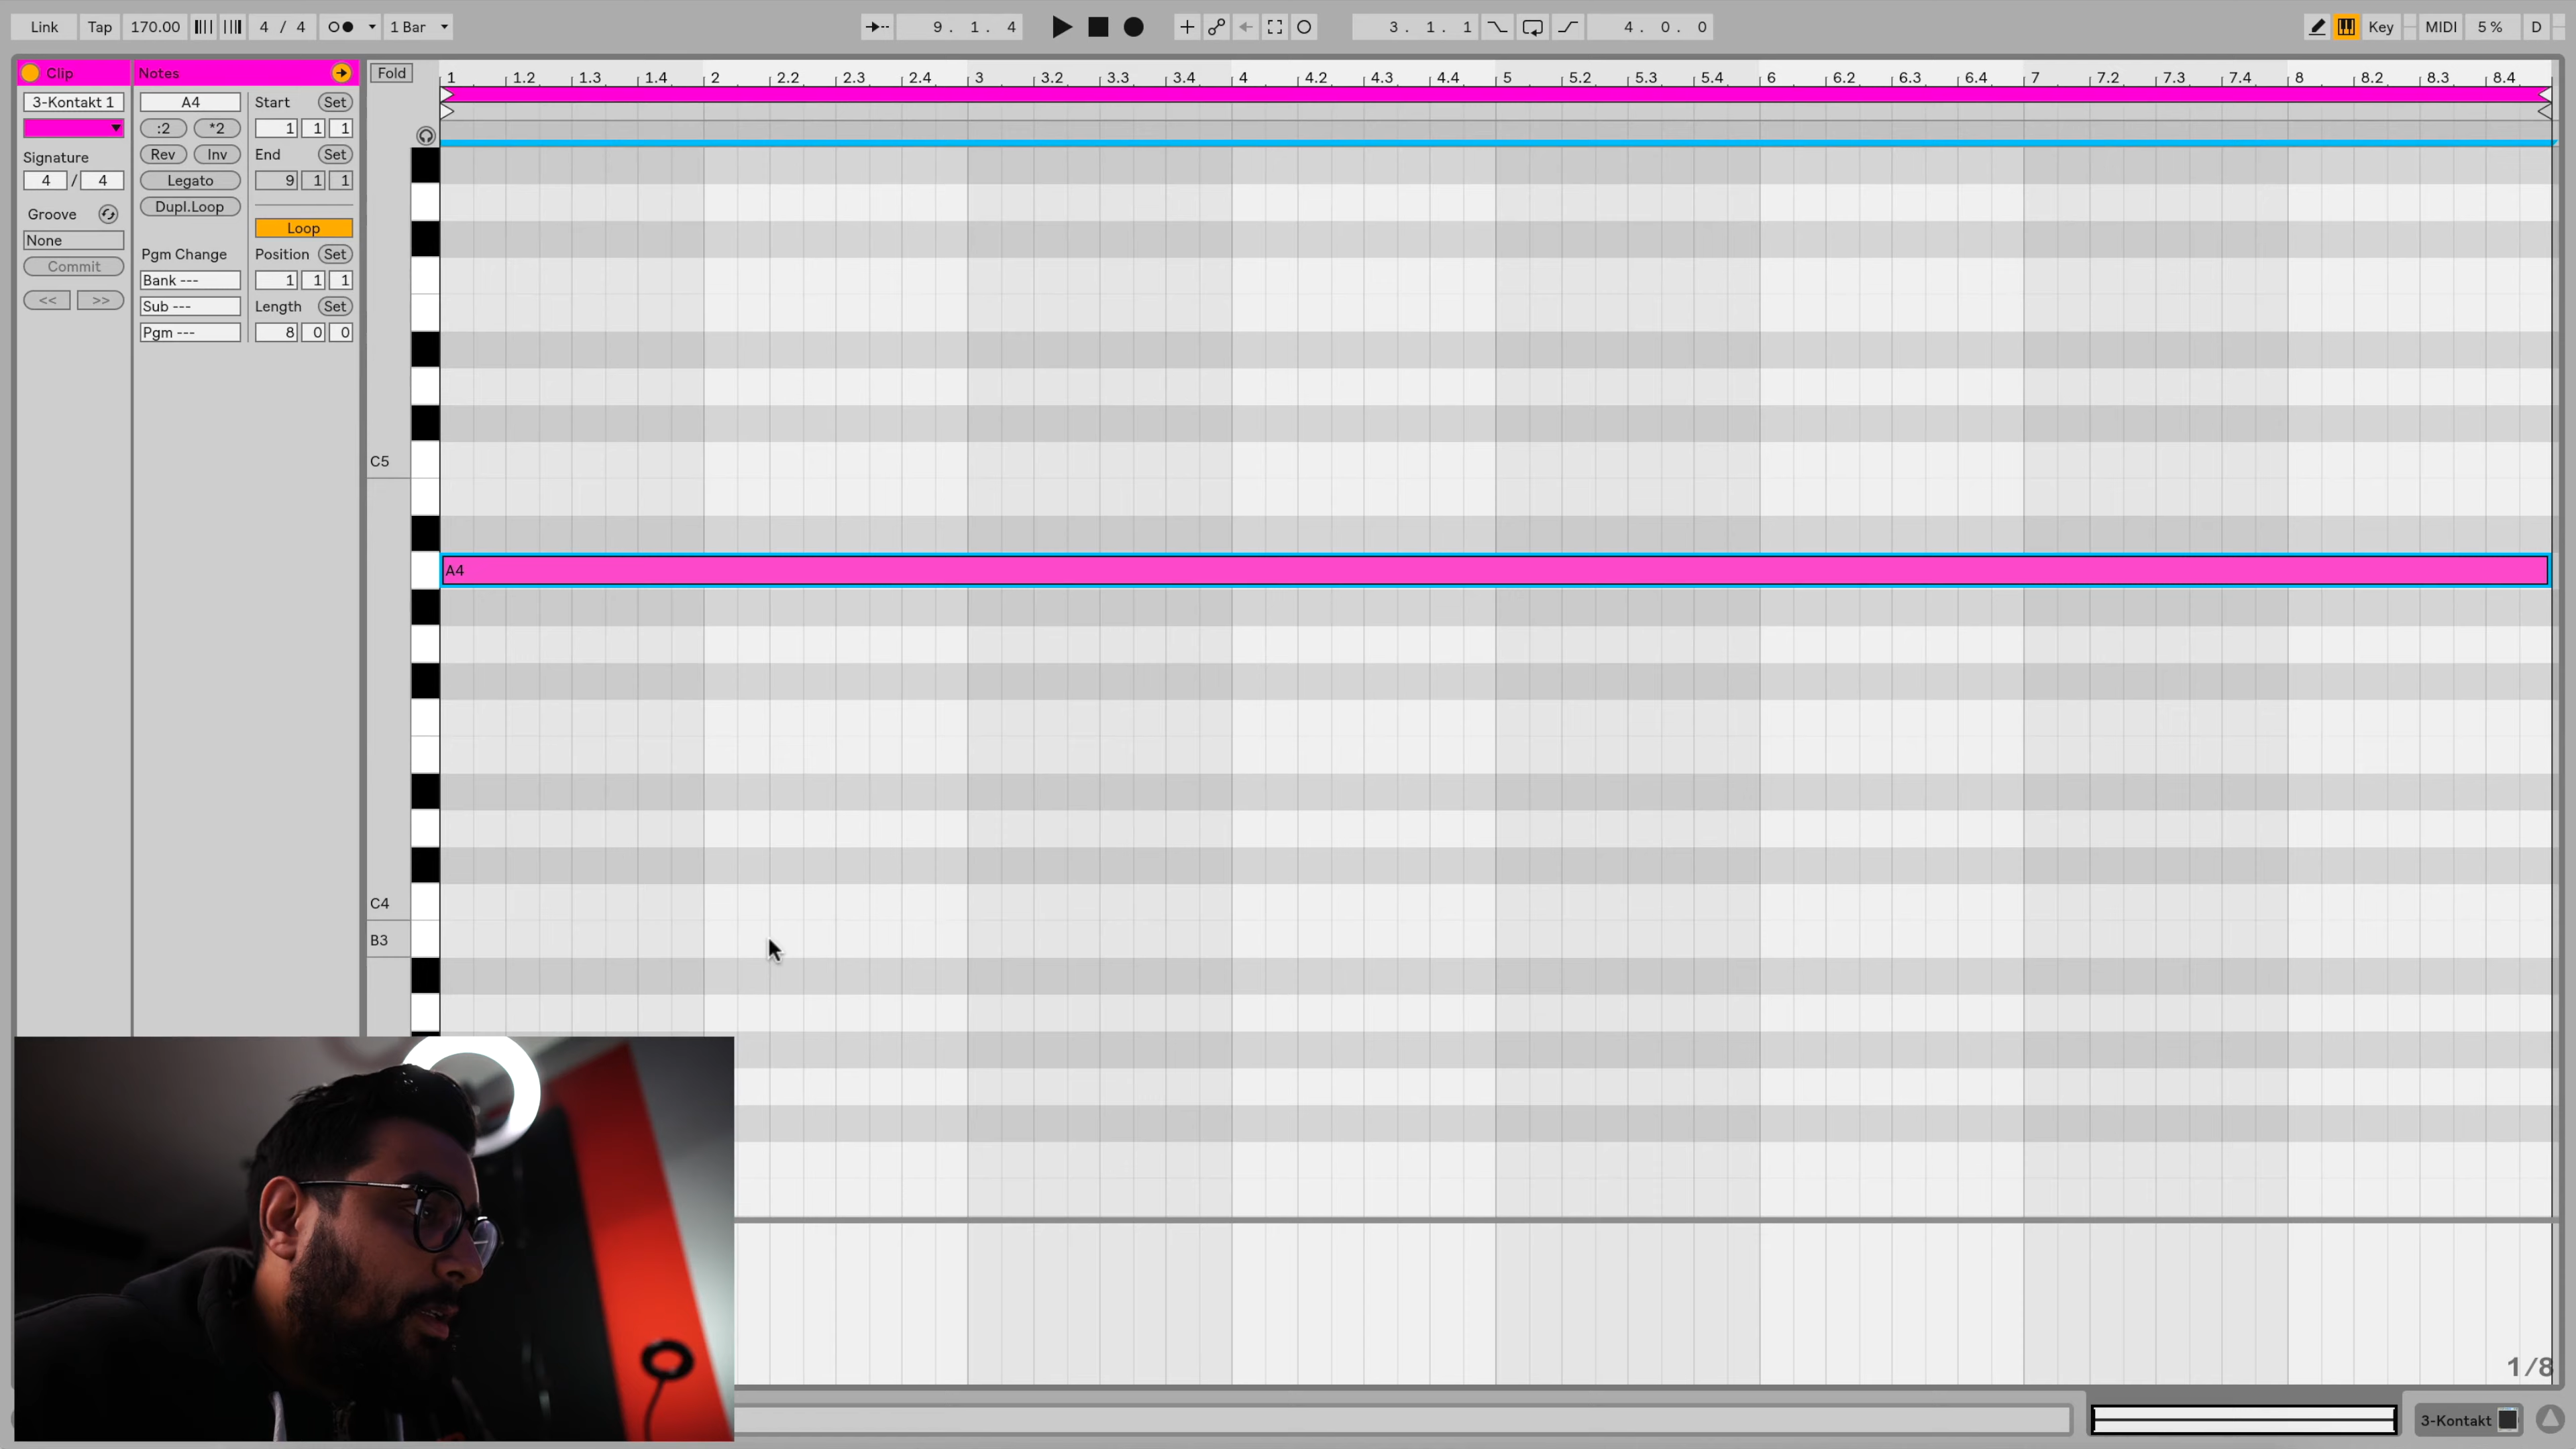 Link Tap 170.00 4 / 4 1 Bar 9. 1. 4 3. 1. 1 4. 0. 0 Key MIDI 5 % D
Clip Notes Fold 1 1.2 1.3 1.4 2 2.2 2.3 2.4 3 3.2 3.3 3.4 4 4.2 4.3 4.4 5 5.2 5.3 5.4 6 6.2 6.3 6.4 7 7.2 7.3 7.4 8 8.2 8.3 8.4
3-Kontakt 1 A4 Start Set
:2 *2 1 1 1
Signature Rev Inv End Set
4 / 4 Legato 9 1 1
Groove Dupl.Loop
None Loop
Commit Pgm Change Position Set
<< >> Bank --- 1 1 1
Sub --- Length Set
Pgm --- 8 0 0
C5
A4
C4
B3
1/8
3-Kontakt